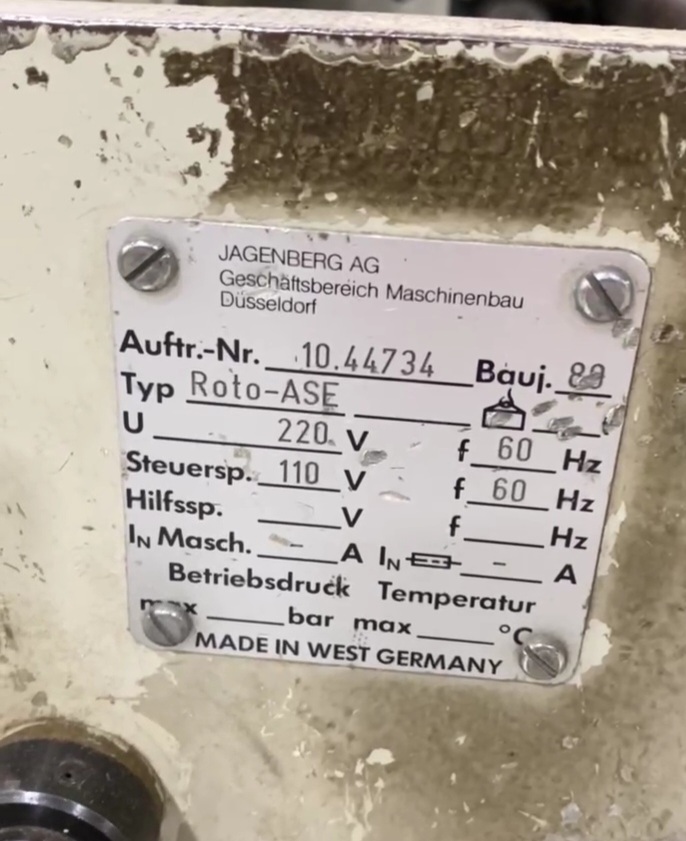 JAGENBERG AG
Geschäftsbereich Maschinenbau
Düsseldorf
Auftr.-Nr. 10.44734 Bauj.
Typ Roto-ASE
U 220 V f 60 Hz
Steuersp. 110 V f 60 Hz
Hilfssp. V f Hz
IN Masch. - A IN - A
Betriebsdruck Temperatur
max bar max °C
MADE IN WEST GERMANY